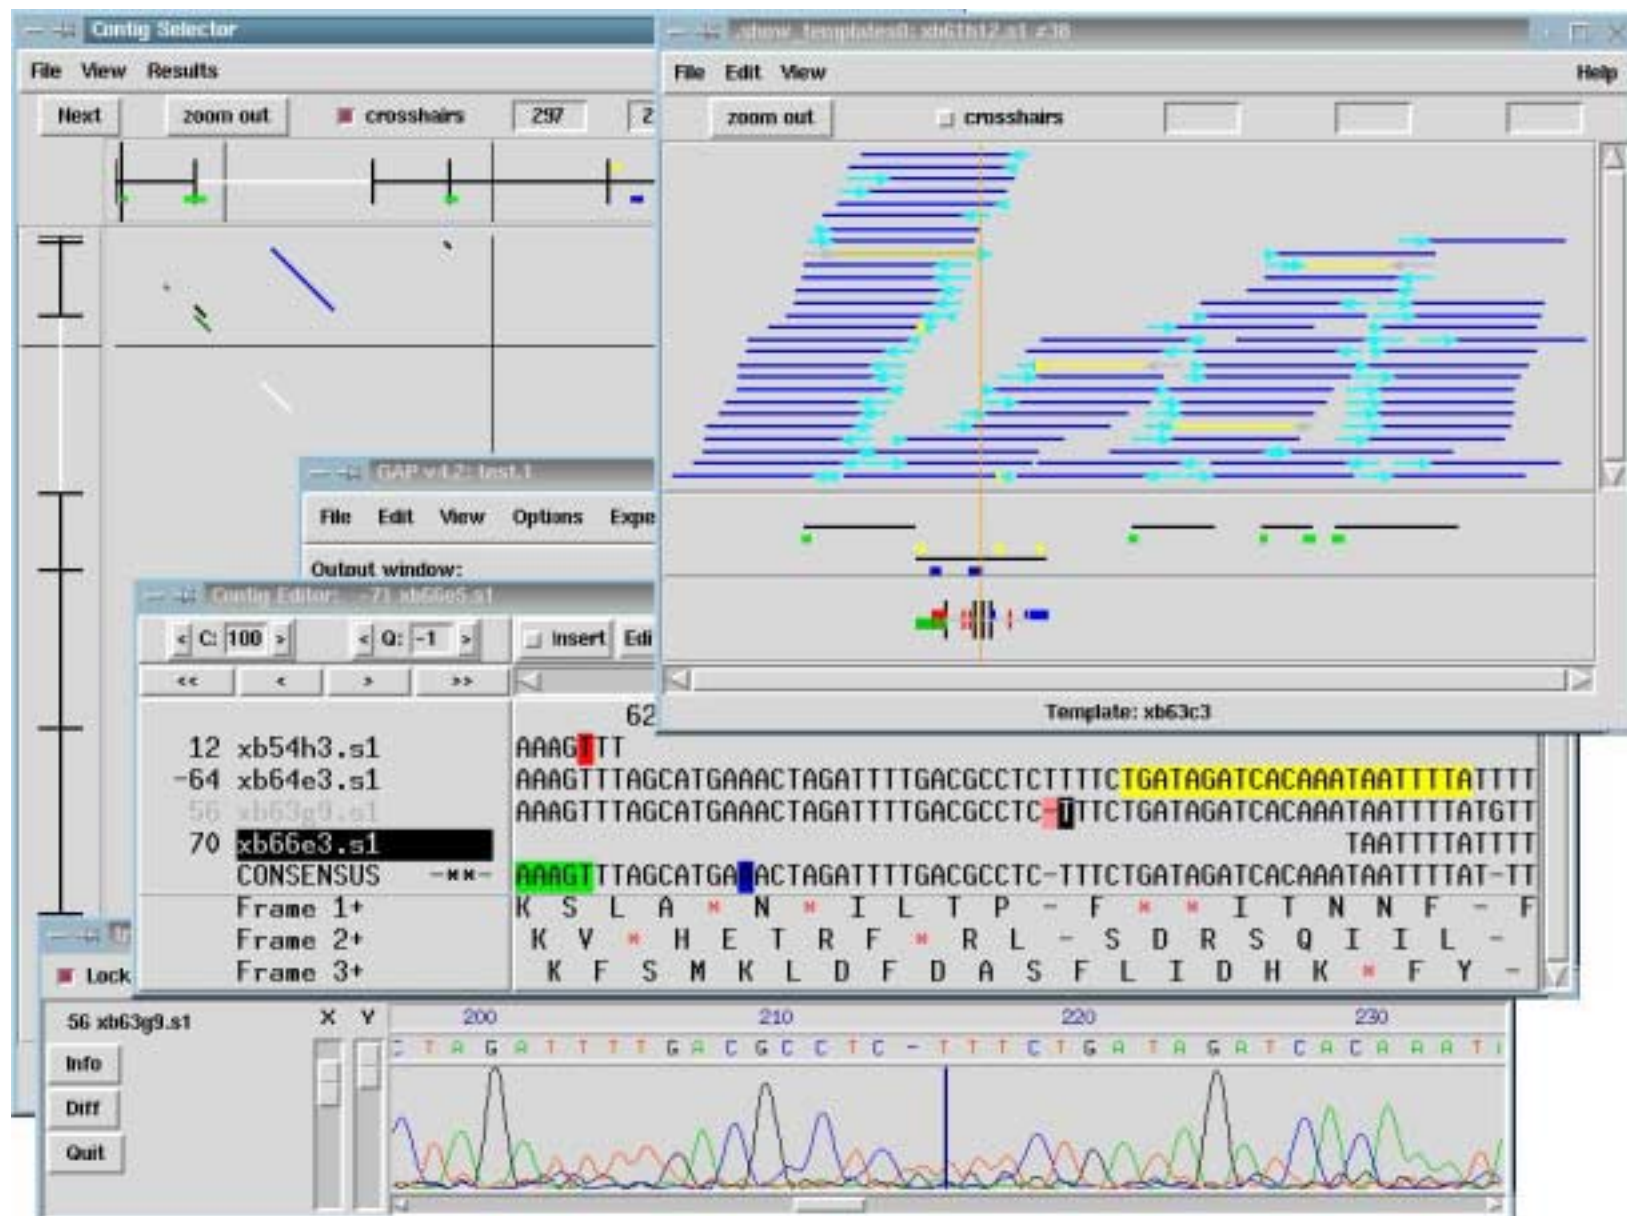 Contig Selector
File View Results
Next zoom out crosshairs 297 2
.show_templates0: xb61h12.s1 #38
File Edit View Help
zoom out crosshairs
Template: xb63c3
GAP v4.2: test.1
File Edit View Options Expe
Output window:
Contig Editor: -71 xb66e5.s1
< C: 100 > < Q: -1 > Insert Edi
<< < > >>
62
12 xb54h3.s1 AAAGTTT
-64 xb64e3.s1 AAAGTTTAGCATGAAACTAGATTTTGACGCCTCTTTTCTGATAGATCACAAATAATTTTATTTT
56 xb63g9.s1 AAAGTTTAGCATGAAACTAGATTTTGACGCCTC-TTTCTGATAGATCACAAATAATTTTATGTT
70 xb66e3.s1 TAATTTTATTTT
CONSENSUS -**- AAAGTTTAGCATGAAACTAGATTTTGACGCCTC-TTTCTGATAGATCACAAATAATTTTAT-TT
Frame 1+ K S L A * N * I L T P - F * * I T N N F - F
Frame 2+ K V * H E T R F * R L - S D R S Q I I L -
Frame 3+ K F S M K L D F D A S F L I D H K * F Y -
Lock
56 xb63g9.s1 X Y 200 210 220 230
C T A G A T T T T G A C G C C T C - T T T C T G A T A G A T C A C A A A T
Info
Diff
Quit